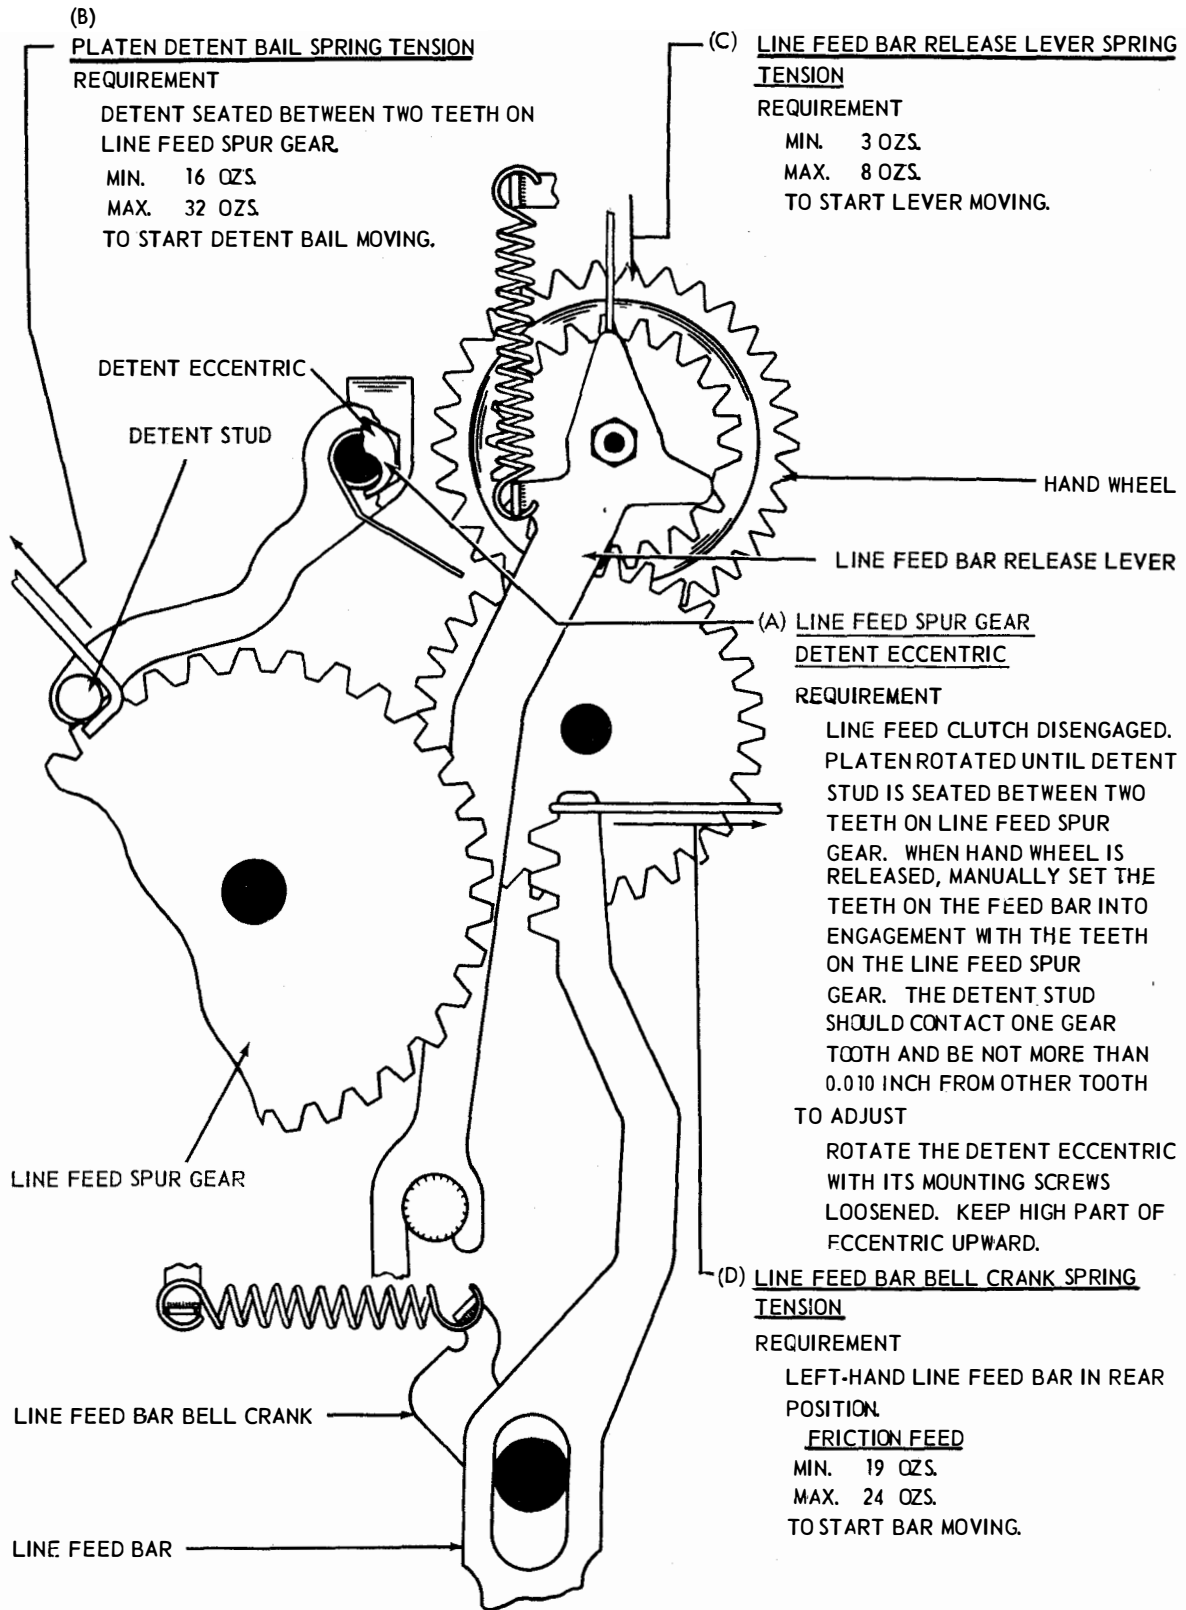 (B)
PLATEN DETENT BAIL SPRING TENSION
REQUIREMENT
DETENT SEATED BETWEEN TWO TEETH ON
LINE FEED SPUR GEAR.
MIN. 16 OZS.
MAX. 32 OZS.
TO START DETENT BAIL MOVING.
(C) LINE FEED BAR RELEASE LEVER SPRING
TENSION
REQUIREMENT
MIN. 3 OZS.
MAX. 8 OZS.
TO START LEVER MOVING.
DETENT ECCENTRIC
DETENT STUD
HAND WHEEL
LINE FEED BAR RELEASE LEVER
(A) LINE FEED SPUR GEAR
DETENT ECCENTRIC
REQUIREMENT
LINE FEED CLUTCH DISENGAGED.
PLATEN ROTATED UNTIL DETENT
STUD IS SEATED BETWEEN TWO
TEETH ON LINE FEED SPUR
GEAR. WHEN HAND WHEEL IS
RELEASED, MANUALLY SET THE
TEETH ON THE FEED BAR INTO
ENGAGEMENT WITH THE TEETH
ON THE LINE FEED SPUR
GEAR. THE DETENT STUD
SHOULD CONTACT ONE GEAR
TOOTH AND BE NOT MORE THAN
0.010 INCH FROM OTHER TOOTH
TO ADJUST
ROTATE THE DETENT ECCENTRIC
WITH ITS MOUNTING SCREWS
LOOSENED. KEEP HIGH PART OF
ECCENTRIC UPWARD.
LINE FEED SPUR GEAR
(D) LINE FEED BAR BELL CRANK SPRING
TENSION
REQUIREMENT
LEFT-HAND LINE FEED BAR IN REAR
POSITION.
FRICTION FEED
MIN. 19 OZS.
MAX. 24 OZS.
TO START BAR MOVING.
LINE FEED BAR BELL CRANK
LINE FEED BAR